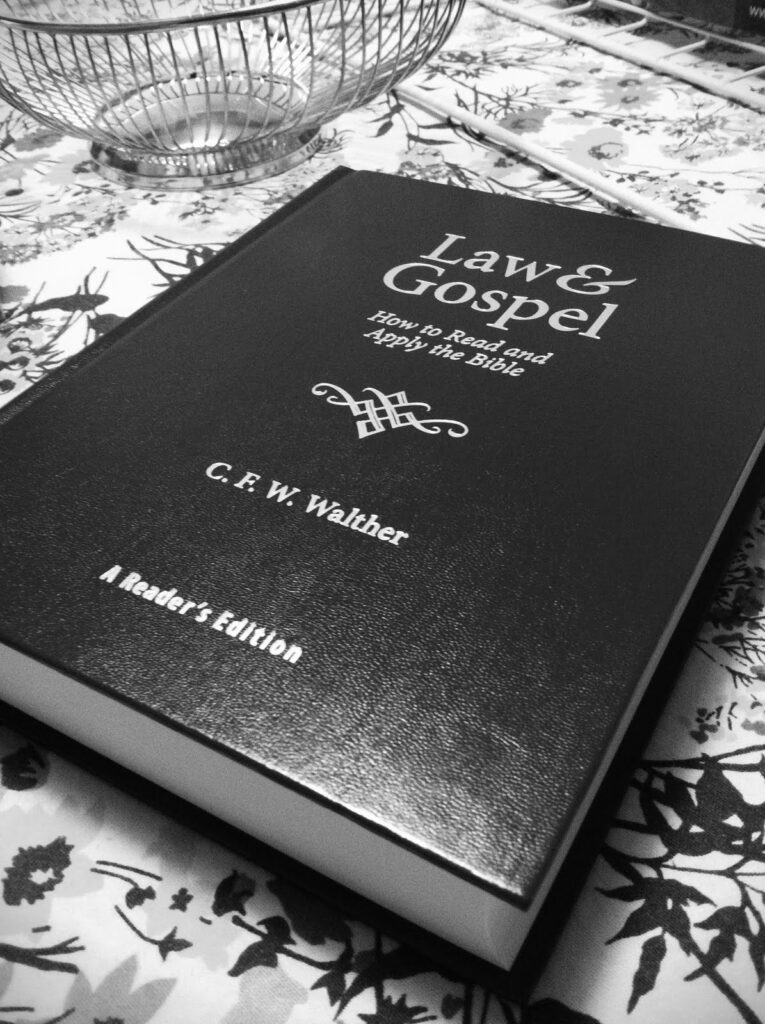 Law &
Gospel
How to Read and
Apply the Bible
C. F. W. Walther
A Reader's Edition